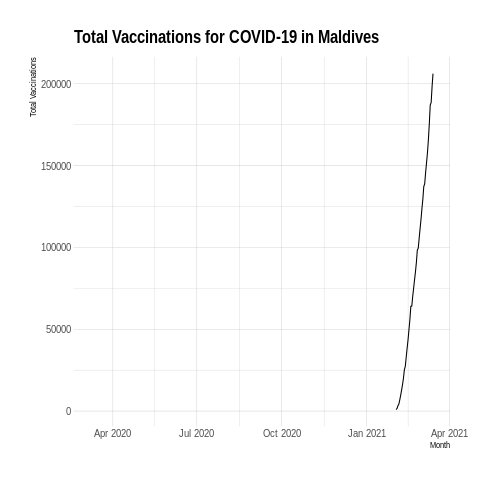 Total Vaccinations for COVID-19 in Maldives
Total Vaccinations
200000
150000
100000
50000
0
Apr 2020 Jul 2020 Oct 2020 Jan 2021 Apr 2021
Month